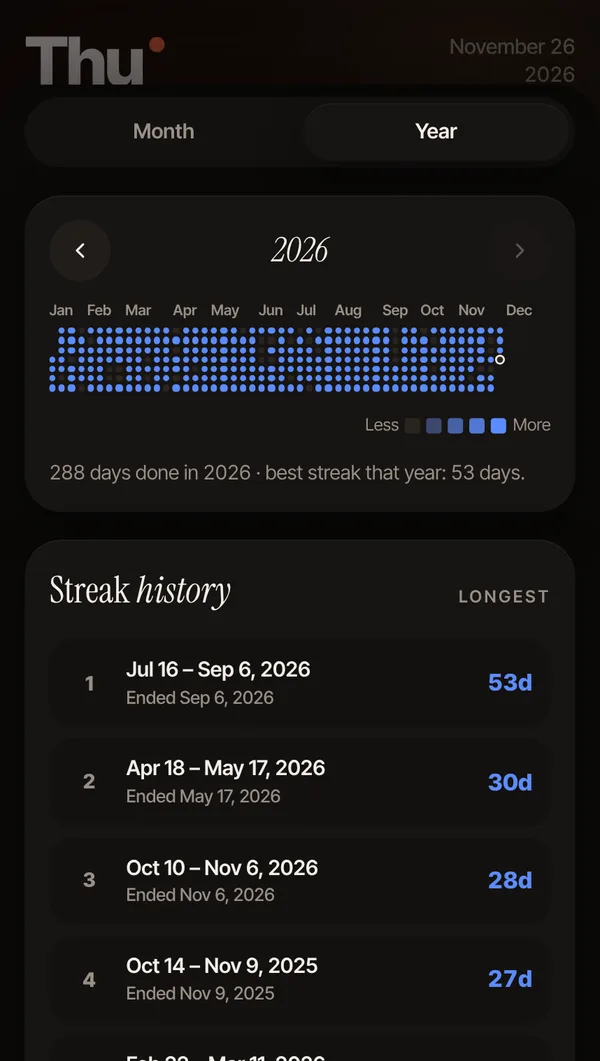 Thu
November 26
2026
Month Year
2026
Jan Feb Mar Apr May Jun Jul Aug Sep Oct Nov Dec
Less More
288 days done in 2026 · best streak that year: 53 days.
Streak history LONGEST
1 Jul 16 – Sep 6, 2026 53d
Ended Sep 6, 2026
2 Apr 18 – May 17, 2026 30d
Ended May 17, 2026
3 Oct 10 – Nov 6, 2026 28d
Ended Nov 6, 2026
4 Oct 14 – Nov 9, 2025 27d
Ended Nov 9, 2025